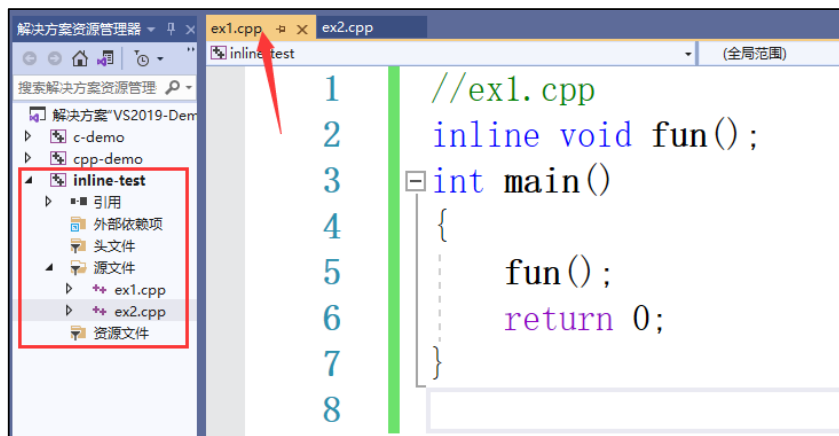 解决方案资源管理器
搜索解决方案资源管理
解决方案"VS2019-Dem
c-demo
cpp-demo
inline-test
引用
外部依赖项
头文件
源文件
ex1.cpp
ex2.cpp
资源文件
ex1.cpp ex2.cpp
inline-test (全局范围)
1 //ex1.cpp
2 inline void fun();
3 int main()
4 {
5 fun();
6 return 0;
7 }
8